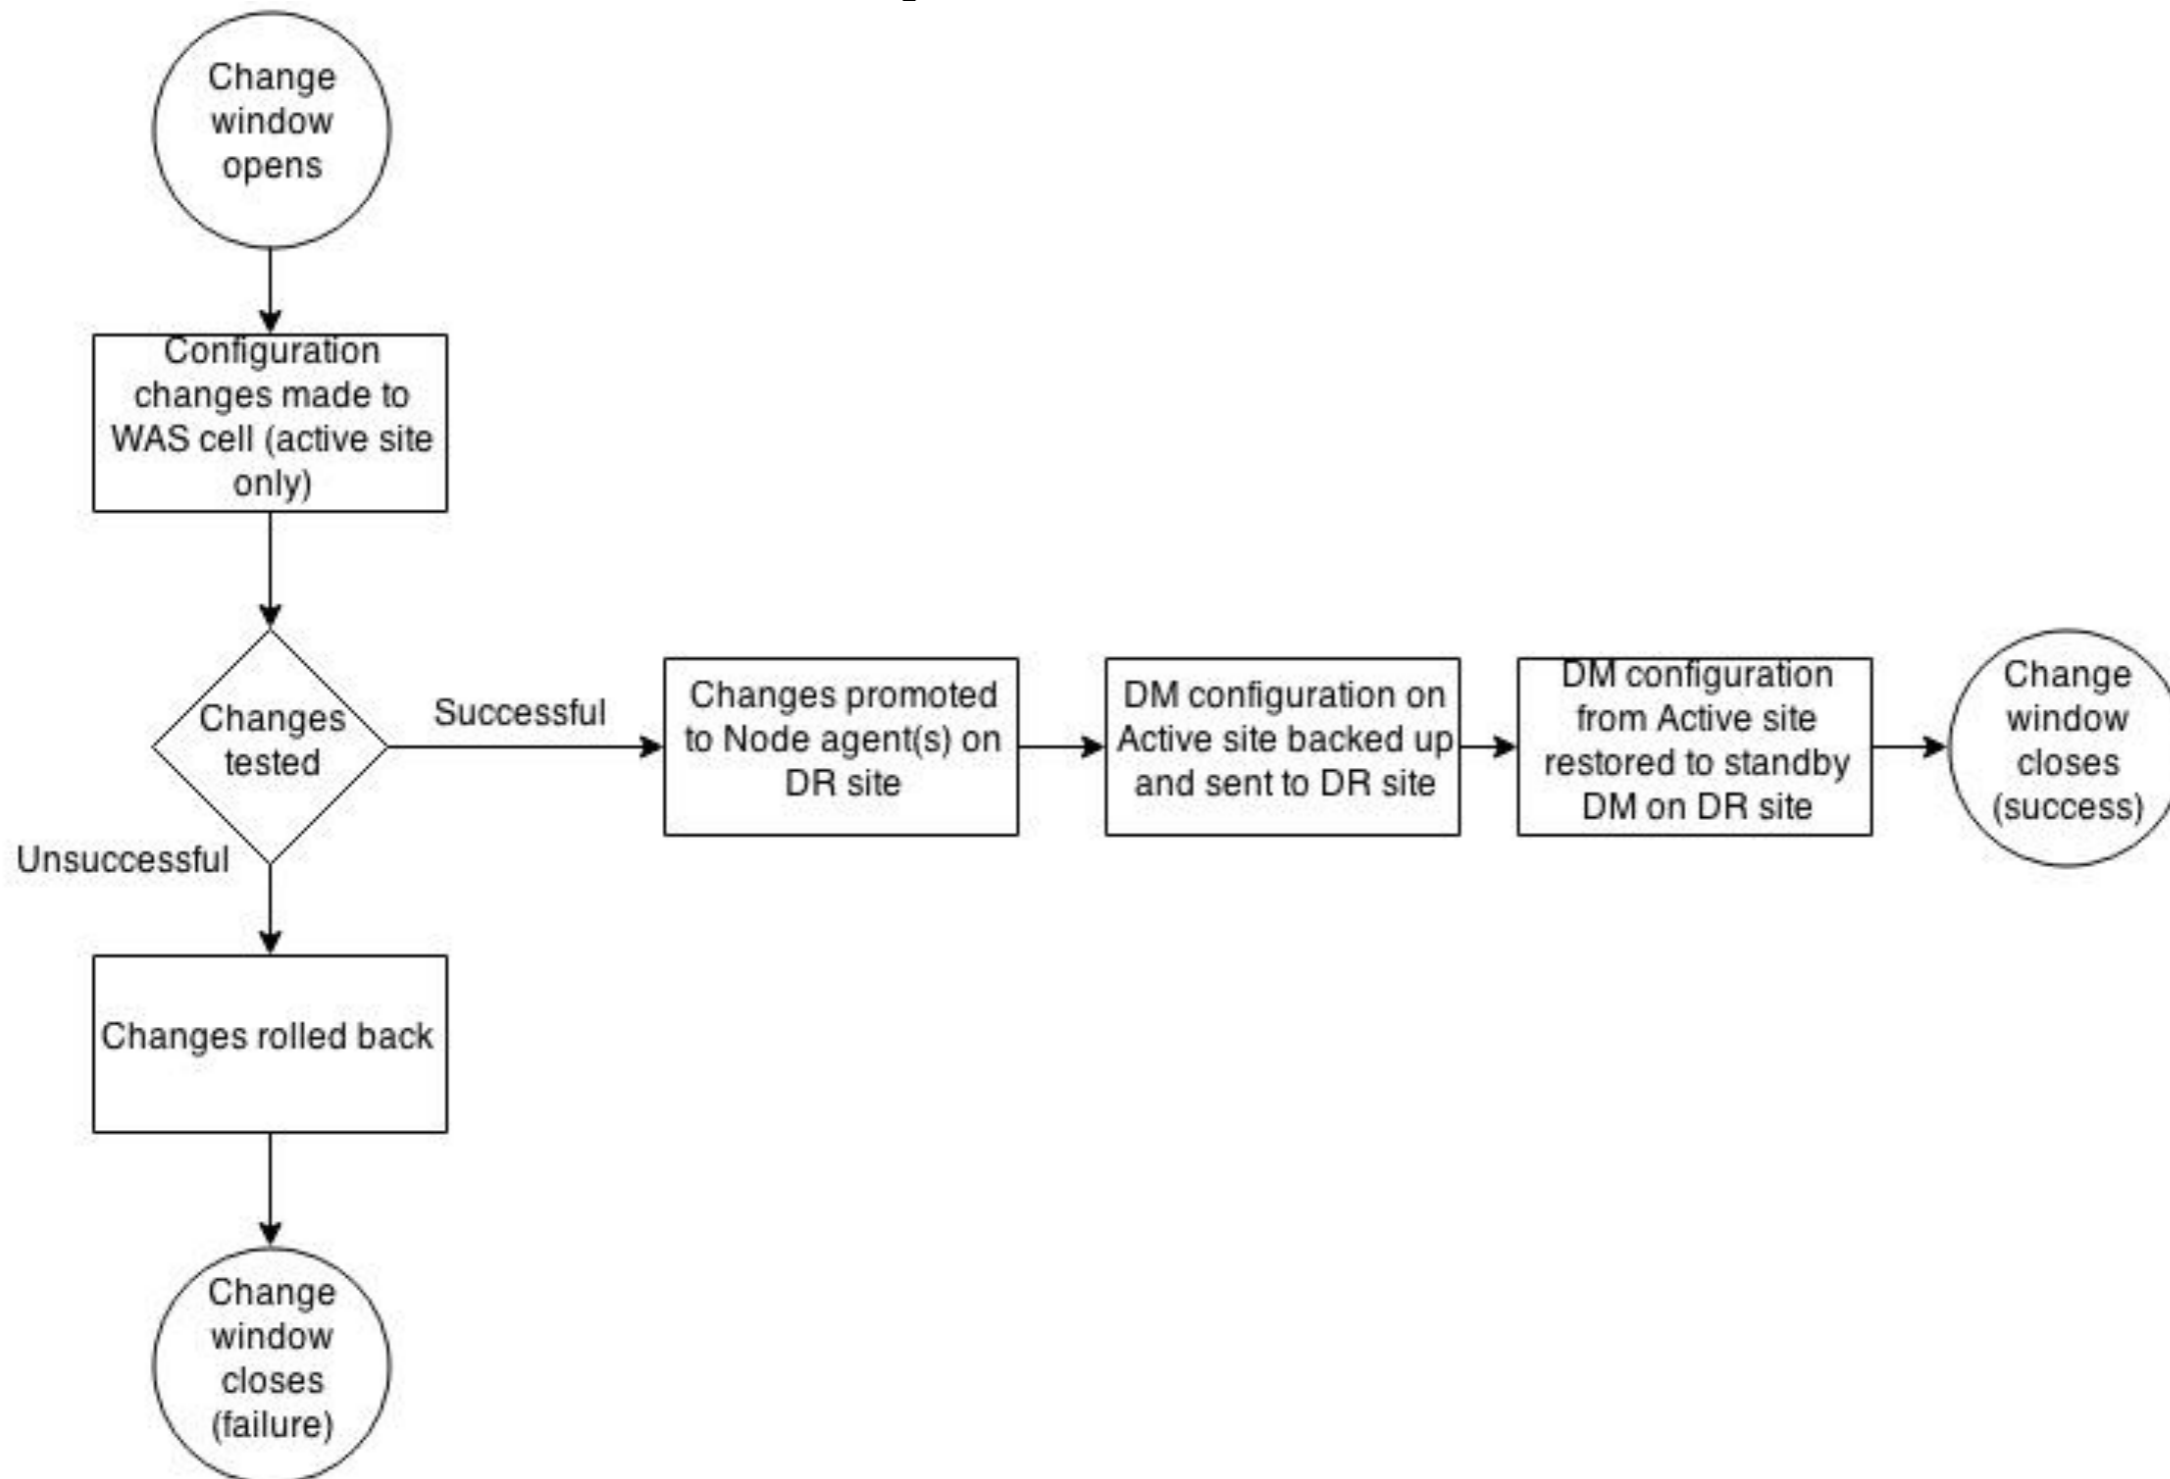 Change
window
opens
Configuration
changes made to
WAS cell (active site
only)
Changes
tested
Successful
Changes promoted
to Node agent(s) on
DR site
DM configuration on
Active site backed up
and sent to DR site
DM configuration
from Active site
restored to standby
DM on DR site
Change
window
closes
(success)
Unsuccessful
Changes rolled back
Change
window
closes
(failure)